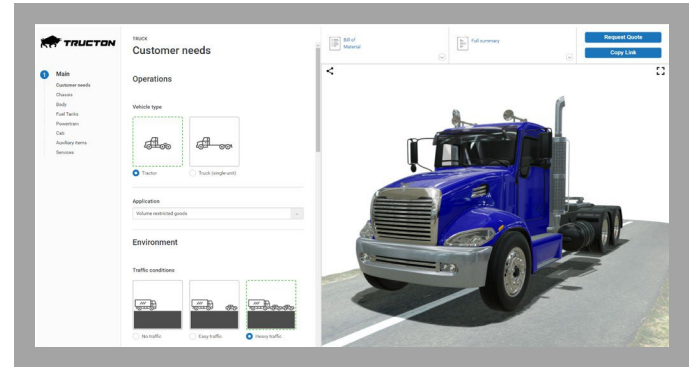 TRUCTON
1 Main
Customer needs
Chassis
Body
Fuel Tanks
Powertrain
Cab
Auxiliary items
Services
TRUCK
Customer needs
Operations
Vehicle type
Tractor
Truck (single unit)
Application
Volume restricted goods
Environment
Traffic conditions
No traffic
Easy traffic
Heavy traffic
Bill of
Material
Full summary
Request Quote
Copy Link